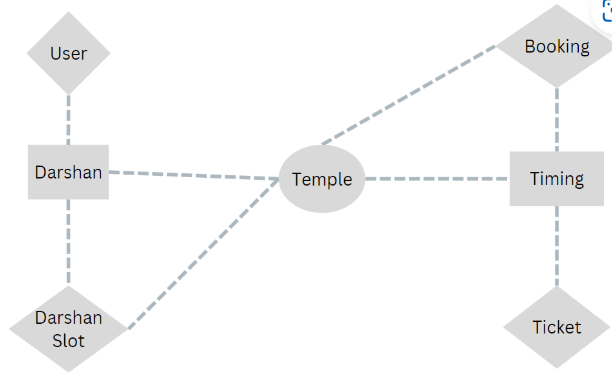 User
Booking
Darshan
Temple
Timing
Darshan
Slot
Ticket